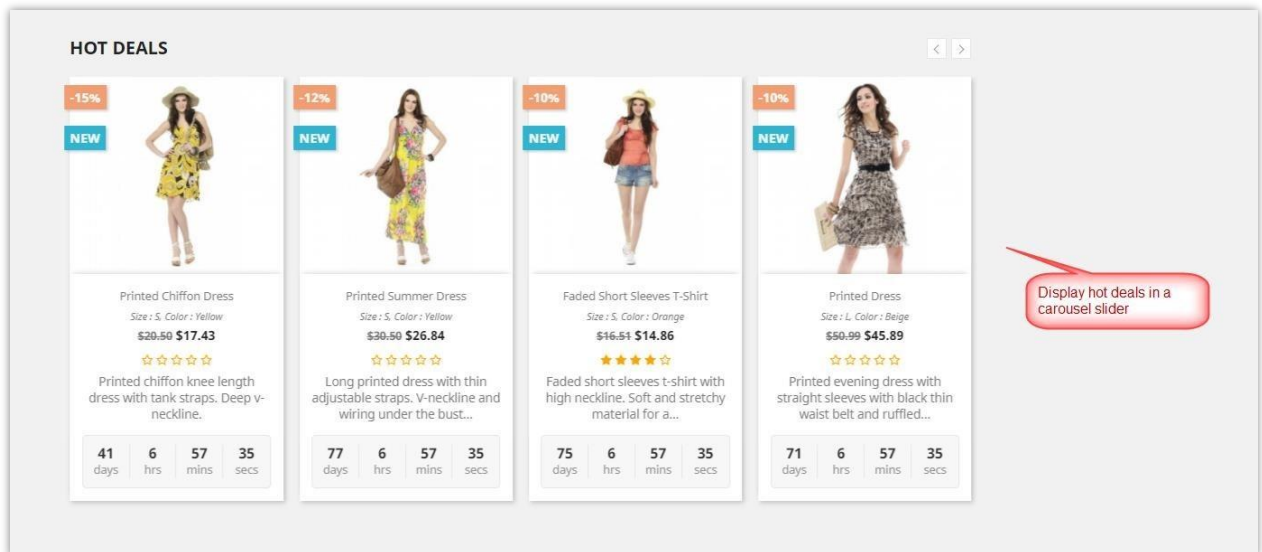 HOT DEALS
-15%
NEW
Printed Chiffon Dress
Size : S, Color : Yellow
$20.50 $17.43
Printed chiffon knee length
dress with tank straps. Deep v-
neckline.
41 6 57 35
days hrs mins secs
-12%
NEW
Printed Summer Dress
Size : S, Color : Yellow
$30.50 $26.84
Long printed dress with thin
adjustable straps. V-neckline and
wiring under the bust...
77 6 57 35
days hrs mins secs
-10%
NEW
Faded Short Sleeves T-Shirt
Size : S, Color : Orange
$16.51 $14.86
Faded short sleeves t-shirt with
high neckline. Soft and stretchy
material for a...
75 6 57 35
days hrs mins secs
-10%
NEW
Printed Dress
Size : L, Color : Beige
$50.99 $45.89
Printed evening dress with
straight sleeves with black thin
waist belt and ruffled...
71 6 57 35
days hrs mins secs
Display hot deals in a
carousel slider